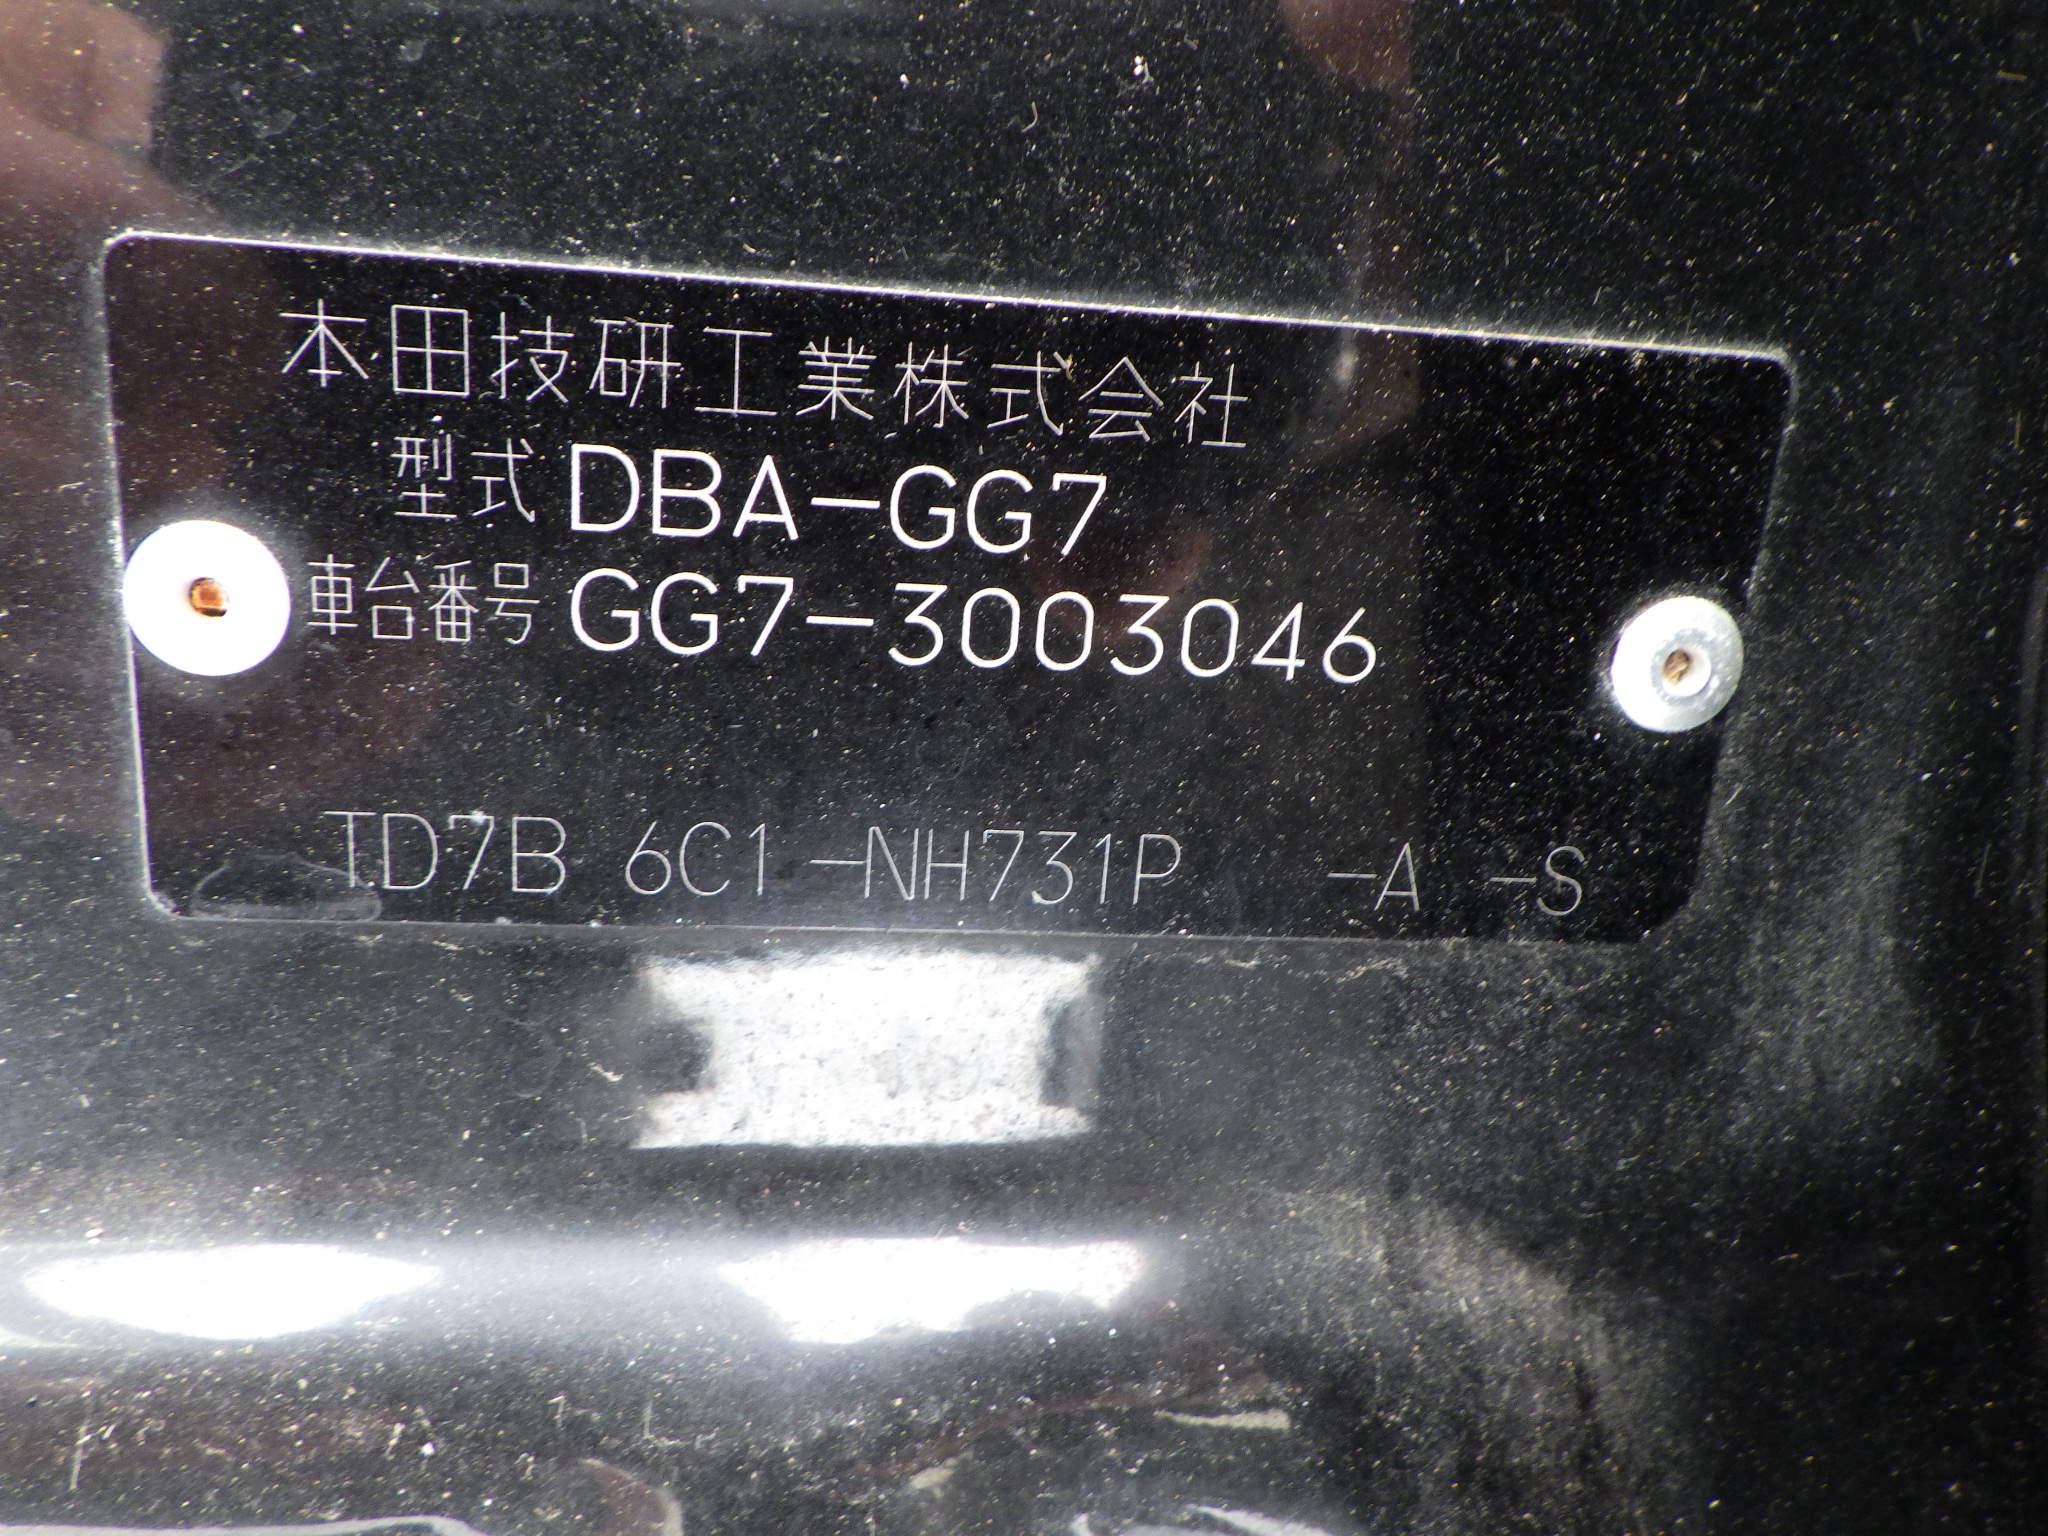 本田技研工業株式会社
型式 DBA-GG7
車台番号 GG7-3003046
TD7B 6C1 -NH731P -A -S